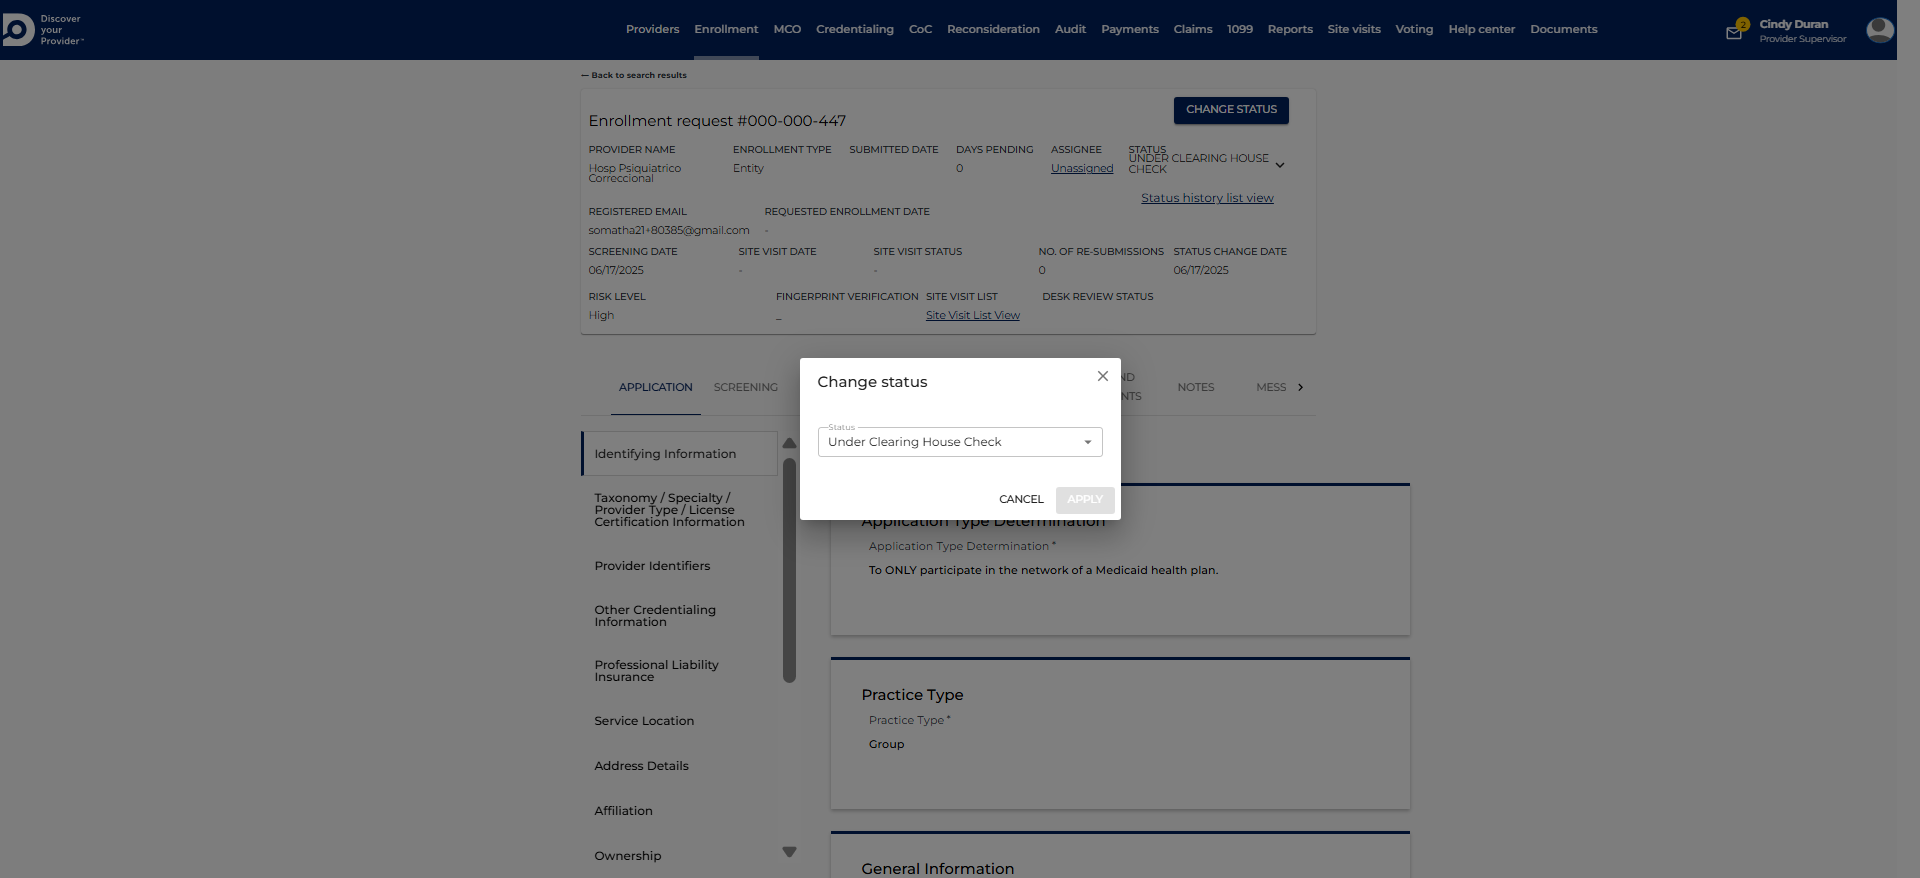 Discover
your
Provider™
Providers Enrollment MCO Credentialing CoC Reconsideration Audit Payments Claims 1099 Reports Site visits Voting Help center Documents
2
Cindy Duran
Provider Supervisor
← Back to search results
CHANGE STATUS
Enrollment request #000-000-447
PROVIDER NAME ENROLLMENT TYPE SUBMITTED DATE DAYS PENDING ASSIGNEE STATUS
Hosp Psiquiatrico
Correccional
Entity
0
Unassigned
UNDER CLEARING HOUSE
CHECK
Status history list view
REGISTERED EMAIL REQUESTED ENROLLMENT DATE
somatha21+80385@gmail.com -
SCREENING DATE SITE VISIT DATE SITE VISIT STATUS NO. OF RE-SUBMISSIONS STATUS CHANGE DATE
06/17/2025 - - 0 06/17/2025
RISK LEVEL FINGERPRINT VERIFICATION SITE VISIT LIST DESK REVIEW STATUS
High _ Site Visit List View
APPLICATION SCREENING ND
NTS
NOTES MESS
Change status
Status
Under Clearing House Check
CANCEL APPLY
Identifying Information
Taxonomy / Specialty /
Provider Type / License
Certification Information
Provider Identifiers
Other Credentialing
Information
Professional Liability
Insurance
Service Location
Address Details
Affiliation
Ownership
Application Type Determination
Application Type Determination *
To ONLY participate in the network of a Medicaid health plan.
Practice Type
Practice Type *
Group
General Information